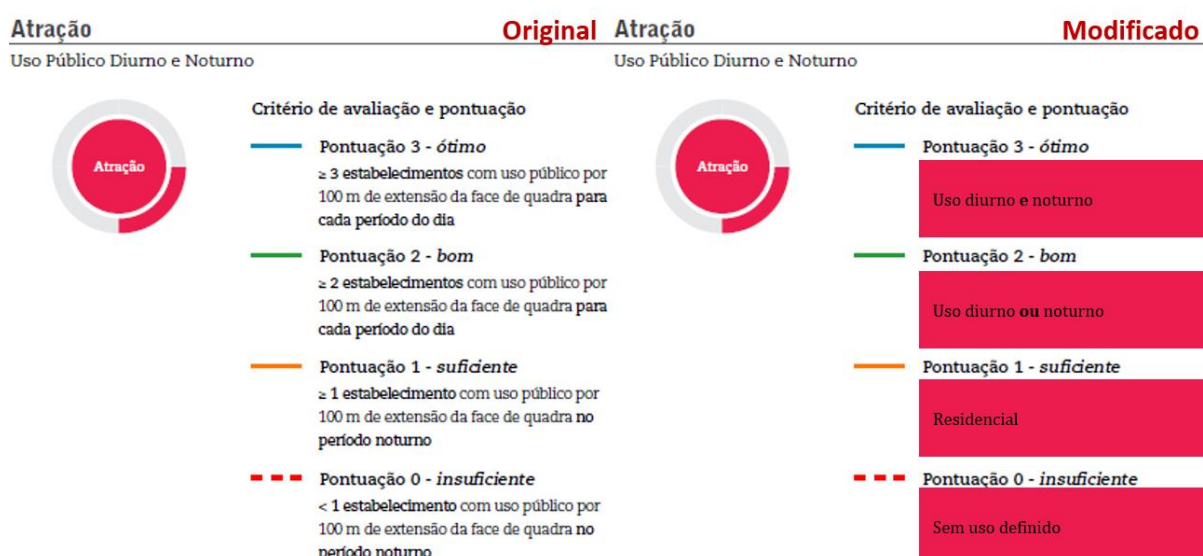 Atração
Original
Uso Público Diurno e Noturno
Atração
Critério de avaliação e pontuação
Pontuação 3 - ótimo
≥ 3 estabelecimentos com uso público por
100 m de extensão da face de quadra para
cada período do dia
Pontuação 2 - bom
≥ 2 estabelecimentos com uso público por
100 m de extensão da face de quadra para
cada período do dia
Pontuação 1 - suficiente
≥ 1 estabelecimento com uso público por
100 m de extensão da face de quadra no
período noturno
Pontuação 0 - insuficiente
< 1 estabelecimento com uso público por
100 m de extensão da face de quadra no
período noturno
Atração
Modificado
Uso Público Diurno e Noturno
Atração
Critério de avaliação e pontuação
Pontuação 3 - ótimo
Uso diurno e noturno
Pontuação 2 - bom
Uso diurno ou noturno
Pontuação 1 - suficiente
Residencial
Pontuação 0 - insuficiente
Sem uso definido